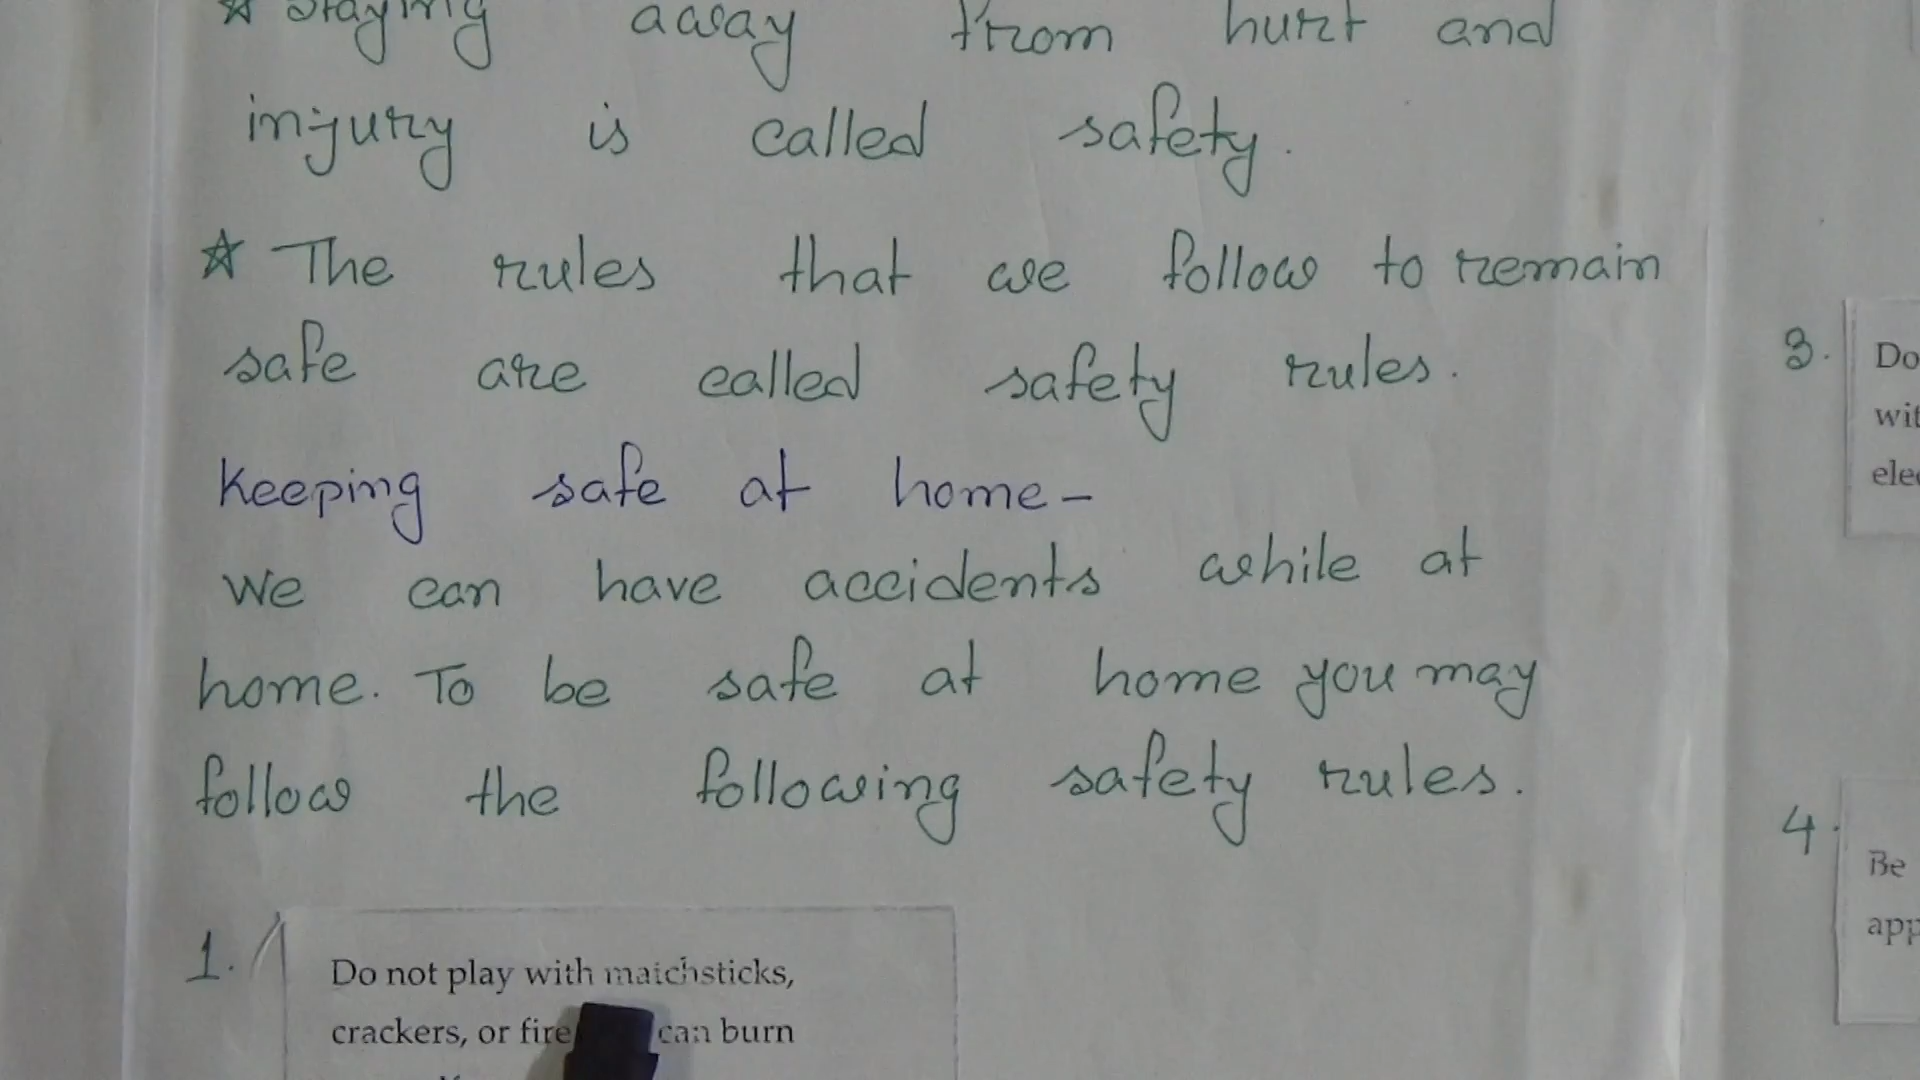 ☆ Staying away from hurt and
injury is called safety.
☆ The rules that we follow to remain
safe are called safety rules.
Keeping safe at home-
We can have accidents while at
home. To be safe at home you may
follow the following safety rules.
1.
Do not play with matchsticks,
crackers, or fire can burn
3.
Do
wit
elec
4.
Be
app